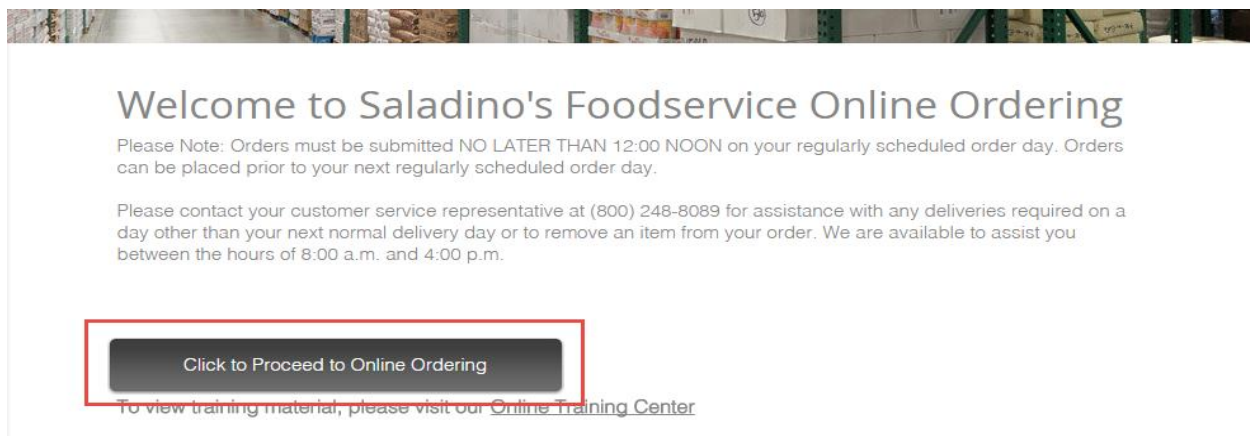 Welcome to Saladino's Foodservice Online Ordering
Please Note: Orders must be submitted NO LATER THAN 12:00 NOON on your regularly scheduled order day. Orders
can be placed prior to your next regularly scheduled order day.
Please contact your customer service representative at (800) 248-8089 for assistance with any deliveries required on a
day other than your next normal delivery day or to remove an item from your order. We are available to assist you
between the hours of 8:00 a.m. and 4:00 p.m.
Click to Proceed to Online Ordering
To view training material, please visit our Online Training Center